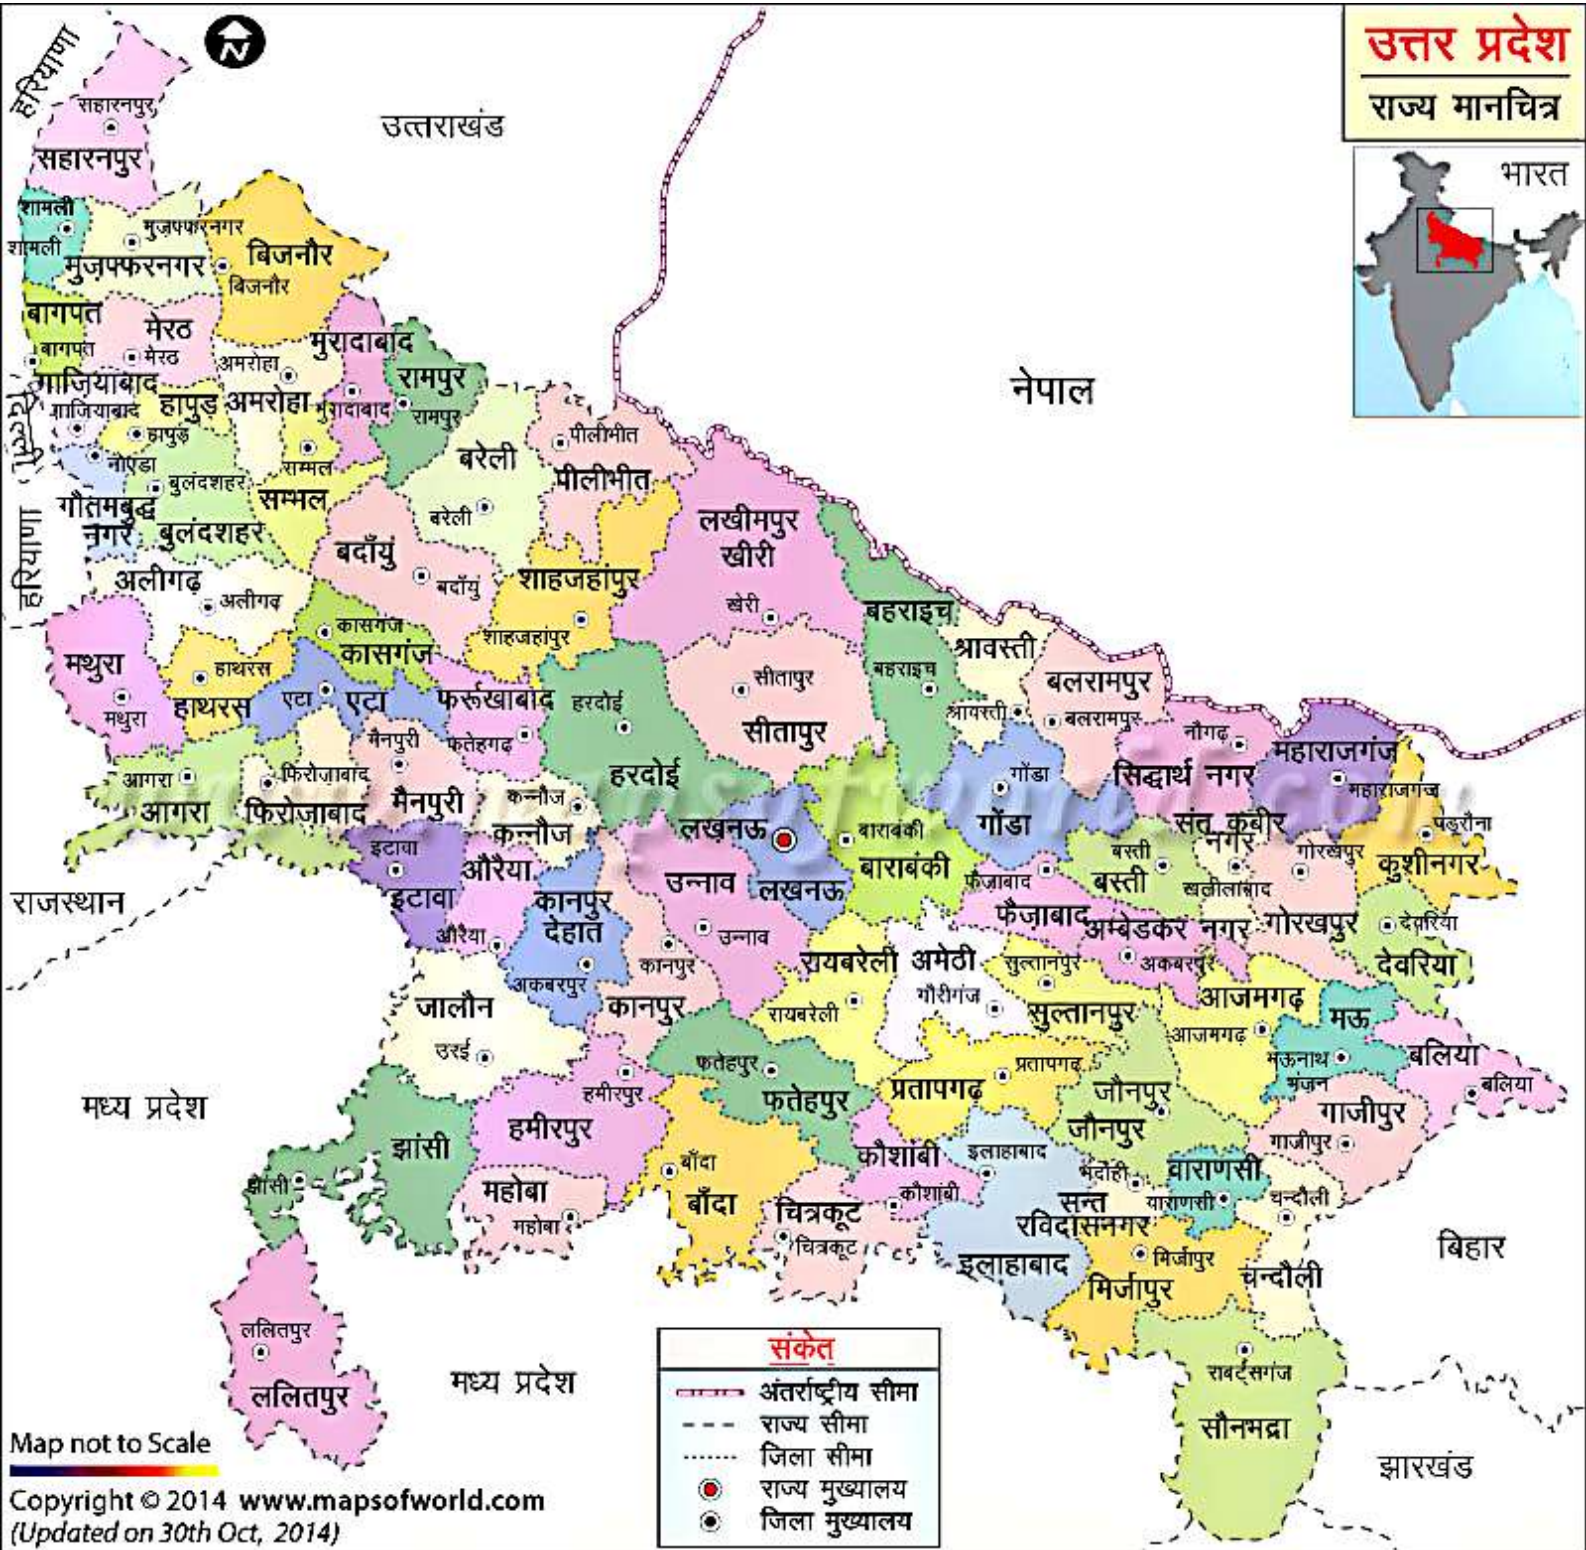 उत्तर प्रदेश
राज्य मानचित्र
भारत
N
हरियाणा
उत्तराखंड
नेपाल
सहारनपुर
सहारनपुर
शामली
शामली
मुज़फ्फरनगर
मुज़फ्फरनगर
बिजनौर
बिजनौर
बागपत
बागपत
मेरठ
मेरठ
मुरादाबाद
मुरादाबाद
अमरोहा
अमरोहा
रामपुर
रामपुर
गाजियाबाद
गाजियाबाद
हापुड़
हापुड़
नोएडा
गौतमबुद्ध
नगर
हरियाणा
बुलंदशहर
बुलंदशहर
सम्भल
सम्भल
बरेली
बरेली
पीलीभीत
पीलीभीत
बदाँयुं
बदाँयुं
शाहजहांपुर
शाहजहांपुर
लखीमपुर
खीरी
खेरी
अलीगढ़
अलीगढ़
कासगंज
कासगंज
बहराइच
बहराइच
श्रावस्ती
बलरामपुर
बलरामपुर
मथुरा
मथुरा
हाथरस
हाथरस
एटा
एटा
फर्रूखाबाद
फतेहगढ़
हरदोई
हरदोई
सीतापुर
सीतापुर
आगरा
आगरा
फिरोज़ाबाद
फिरोज़ाबाद
मैनपुरी
मैनपुरी
कन्नौज
कन्नौज
गोंडा
गोंडा
नौगढ़
सिद्धार्थ नगर
महाराजगंज
महाराजगंज
संत कबीर
नगर
खलीलाबाद
पडरौना
कुशीनगर
गोरखपुर
गोरखपुर
बस्ती
बस्ती
इटावा
इटावा
औरैया
औरैया
कानपुर
देहात
अकबरपुर
उन्नाव
उन्नाव
लखनऊ
लखनऊ
बाराबंकी
बाराबंकी
फैज़ाबाद
फैज़ाबाद
अम्बेडकर नगर
अकबरपुर
देवरिया
देवरिया
राजस्थान
जालौन
उरई
कानपुर
कानपुर
रायबरेली
रायबरेली
अमेठी
गौरीगंज
सुल्तानपुर
सुल्तानपुर
आजमगढ़
आजमगढ़
मऊ
मऊनाथ
भंजन
बलिया
बलिया
मध्य प्रदेश
झांसी
झांसी
हमीरपुर
हमीरपुर
फतेहपुर
फतेहपुर
प्रतापगढ़
प्रतापगढ़
जौनपुर
जौनपुर
गाजीपुर
गाजीपुर
महोबा
महोबा
बाँदा
बाँदा
चित्रकूट
चित्रकूट
कौशांबी
कौशांबी
इलाहाबाद
इलाहाबाद
भदोही
सन्त
रविदासनगर
वाराणसी
वाराणसी
चन्दौली
चन्दौली
मिर्जापुर
मिर्जापुर
बिहार
ललितपुर
ललितपुर
मध्य प्रदेश
राबर्ट्सगंज
सौनभद्रा
झारखंड
संकेत
अंतर्राष्ट्रीय सीमा
राज्य सीमा
जिला सीमा
राज्य मुख्यालय
जिला मुख्यालय
Map not to Scale
Copyright © 2014 www.mapsofworld.com
(Updated on 30th Oct, 2014)